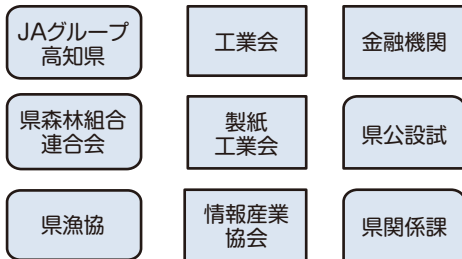 JAグループ
高知県
工業会
金融機関
県森林組合
連合会
製紙
工業会
県公設試
県漁協
情報産業
協会
県関係課